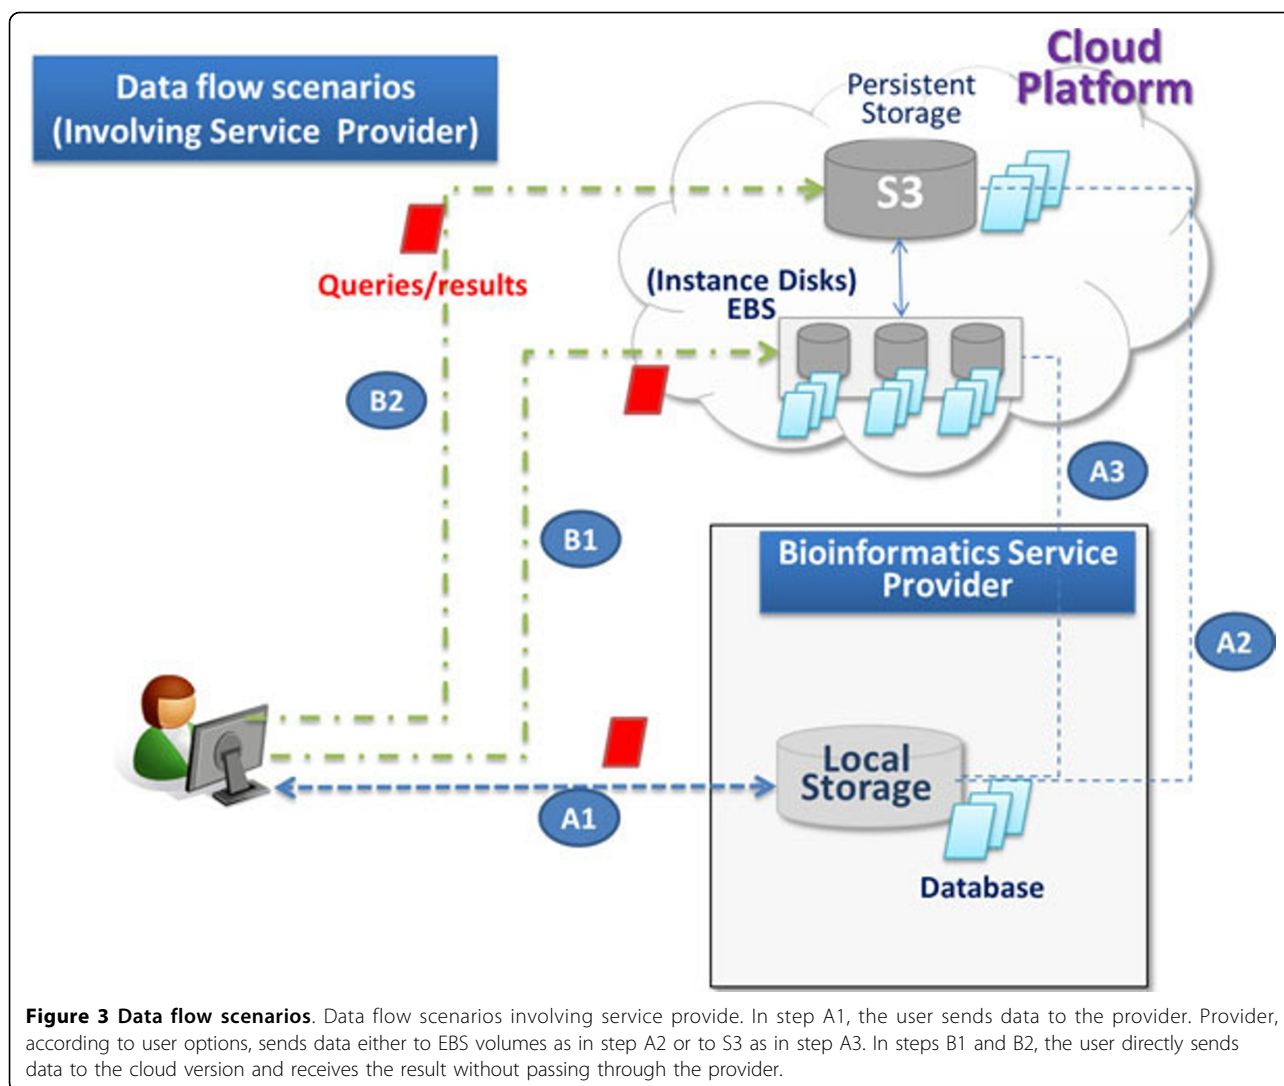 Data flow scenarios
(Involving Service Provider)
Cloud
Platform
Persistent
Storage
S3
Queries/results
(Instance Disks)
EBS
B2
B1
A3
Bioinformatics Service
Provider
A2
Local
Storage
A1
Database
Figure 3 Data flow scenarios. Data flow scenarios involving service provide. In step A1, the user sends data to the provider. Provider,
according to user options, sends data either to EBS volumes as in step A2 or to S3 as in step A3. In steps B1 and B2, the user directly sends
data to the cloud version and receives the result without passing through the provider.